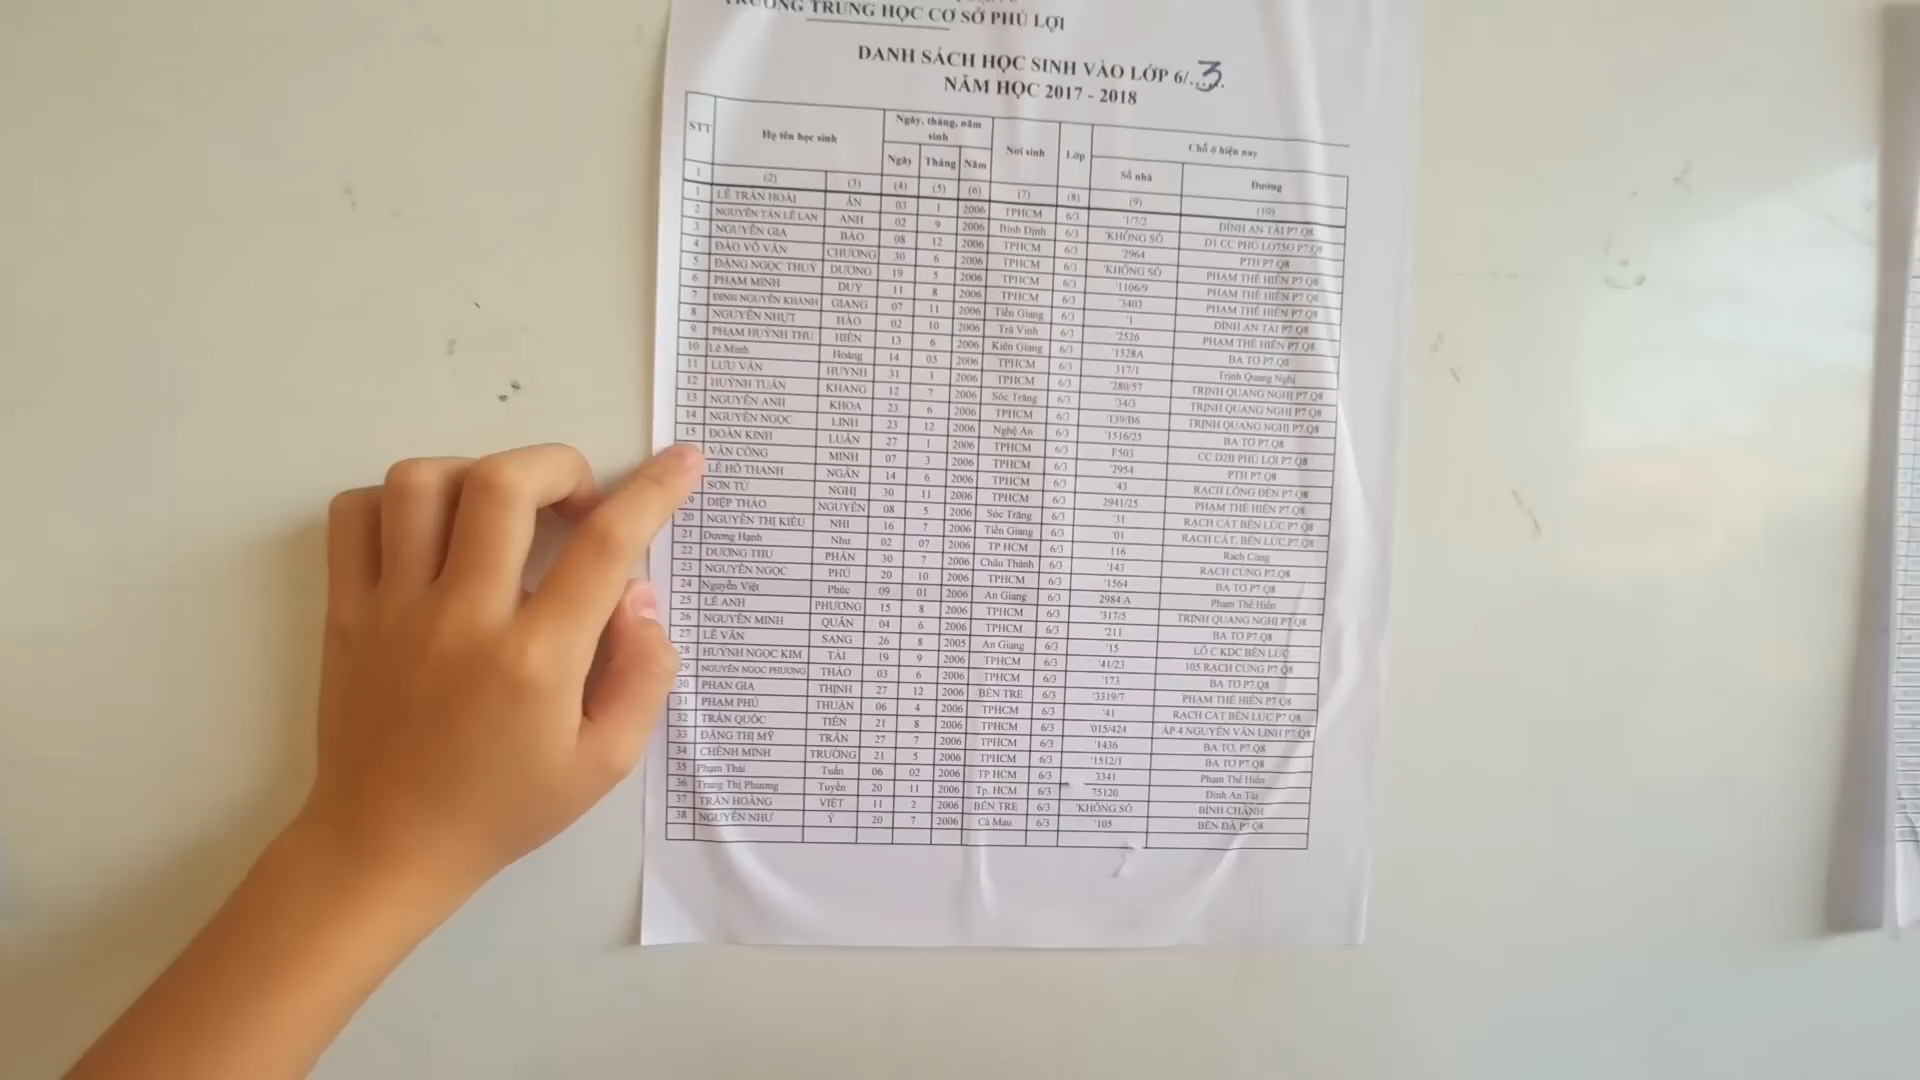 TRƯỜNG TRUNG HỌC CƠ SỞ PHÚ LỢI
DANH SÁCH HỌC SINH VÀO LỚP 6/..3..
NĂM HỌC 2017 - 2018
STT Họ tên học sinh Ngày, tháng, năm sinh Nơi sinh Lớp Chỗ ở hiện nay
Ngày Tháng Năm Số nhà Đường
1 (2) (3) (4) (5) (6) (7) (8) (9) (10)
1 LÊ TRẦN HOÀI ÂN 03 1 2006 TPHCM 6/3 '1/7/2 ĐÌNH AN TÀI P7.Q8
2 NGUYỄN TẤN LÊ LAN ANH 02 9 2006 Bình Định 6/3 'KHÔNG SỐ D1 CC PHÚ LỢI P7.Q8
3 NGUYỄN GIA BẢO 08 12 2006 TPHCM 6/3 '2964 PTH P7.Q8
4 ĐÀO VÕ VĂN CHƯƠNG 30 6 2006 TPHCM 6/3 'KHÔNG SỐ PHẠM THẾ HIỂN P7.Q8
5 ĐẶNG NGỌC THUỲ DƯƠNG 19 5 2006 TPHCM 6/3 '1106/9 PHẠM THẾ HIỂN P7.Q8
6 PHẠM MINH DUY 11 8 2006 TPHCM 6/3 '3403 PHẠM THẾ HIỂN P7.Q8
7 ĐINH NGUYỄN KHÁNH GIANG 07 11 2006 Tiền Giang 6/3 '1 ĐÌNH AN TÀI P7.Q8
8 NGUYỄN NHỰT HÀO 02 10 2006 Trà Vinh 6/3 '2526 PHẠM THẾ HIỂN P7.Q8
9 PHẠM HUỲNH THU HIỀN 13 6 2006 Kiên Giang 6/3 '1528A BA TƠ P7.Q8
10 Lê Minh Hoàng 14 05 2006 TPHCM 6/3 317/1 Trịnh Quang Nghị
11 LƯU VĂN HUYNH 31 3 2006 TPHCM 6/3 '280/57 TRỊNH QUANG NGHỊ P7.Q8
12 HUỲNH TUẤN KHANG 12 7 2006 Sóc Trăng 6/3 '34/3 TRỊNH QUANG NGHỊ P7.Q8
13 NGUYỄN ANH KHOA 23 6 2006 TPHCM 6/3 '139/B6 TRỊNH QUANG NGHỊ P7.Q8
14 NGUYỄN NGỌC LINH 23 12 2006 Nghệ An 6/3 '1516/25 BA TƠ P7.Q8
15 ĐOÀN KINH LUÂN 27 1 2006 TPHCM 6/3 F503 CC D2B PHÚ LỢI P7.Q8
VĂN CÔNG MINH 07 3 2006 TPHCM 6/3 '2954 PTH P7.Q8
LÊ HỒ THANH NGÂN 14 6 2006 TPHCM 6/3 '43 RẠCH LỒNG ĐÈN P7.Q8
SƠN TỪ NGHỊ 30 11 2006 TPHCM 6/3 2941/25 PHẠM THẾ HIỂN P7.Q8
19 DIỆP THẢO NGUYÊN 08 5 2006 Sóc Trăng 6/3 '31 RẠCH CÁT BẾN LỨC P7.Q8
20 NGUYỄN THỊ KIỀU NHI 16 7 2006 Tiền Giang 6/3 '01 RẠCH CÁT, BẾN LỨC,P7.Q8
21 Dương Hạnh Như 02 07 2006 TP HCM 6/3 116 Rạch Cùng
22 DƯƠNG THU PHÂN 30 7 2006 Châu Thành 6/3 '143 RẠCH CÙNG P7.Q8
23 NGUYỄN NGỌC PHÚ 20 10 2006 TPHCM 6/3 '1564 BA TƠ P7.Q8
24 Nguyễn Việt Phúc 09 01 2006 An Giang 6/3 2984 A Phạm Thế Hiển
25 LÊ ANH PHƯƠNG 15 8 2006 TPHCM 6/3 '317/5 TRỊNH QUANG NGHỊ P7.Q8
26 NGUYỄN MINH QUÂN 04 6 2006 TPHCM 6/3 '211 BA TƠ P7.Q8
27 LÊ VĂN SANG 26 8 2005 An Giang 6/3 '15 LÔ C KDC BẾN LỨC
28 HUỲNH NGỌC KIM TÀI 19 9 2006 TPHCM 6/3 '41/23 105 RẠCH CÙNG P7.Q8
29 NGUYỄN NGỌC PHƯƠNG THẢO 03 6 2006 TPHCM 6/3 '173 BA TƠ P7.Q8
30 PHAN GIA THỊNH 27 12 2006 BẾN TRE 6/3 '3319/7 PHẠM THẾ HIỂN P7.Q8
31 PHẠM PHÚ THUẬN 06 4 2006 TPHCM 6/3 '41 RẠCH CÁT BẾN LỨC P7.Q8
32 TRẦN QUỐC TIẾN 21 8 2006 TPHCM 6/3 '015/424 ẤP 4 NGUYỄN VĂN LINH P7.Q8
33 ĐẶNG THỊ MỸ TRÂN 27 7 2006 TPHCM 6/3 '1436 BA TƠ, P7.Q8
34 CHÊNH MINH TRƯỜNG 21 5 2006 TPHCM 6/3 '1512/1 BA TƠ P7.Q8
35 Phạm Thái Tuấn 06 02 2006 TP HCM 6/3 3341 Phạm Thế Hiển
36 Trang Thị Phương Tuyền 20 11 2006 Tp. HCM 6/3 75120 Đình An Tài
37 TRẦN HOÀNG VIỆT 11 2 2006 BẾN TRE 6/3 'KHÔNG SỐ BÌNH CHÁNH
38 NGUYỄN NHƯ Ý 20 7 2006 Cà Mau 6/3 '105 BẾN ĐÁ P7.Q8